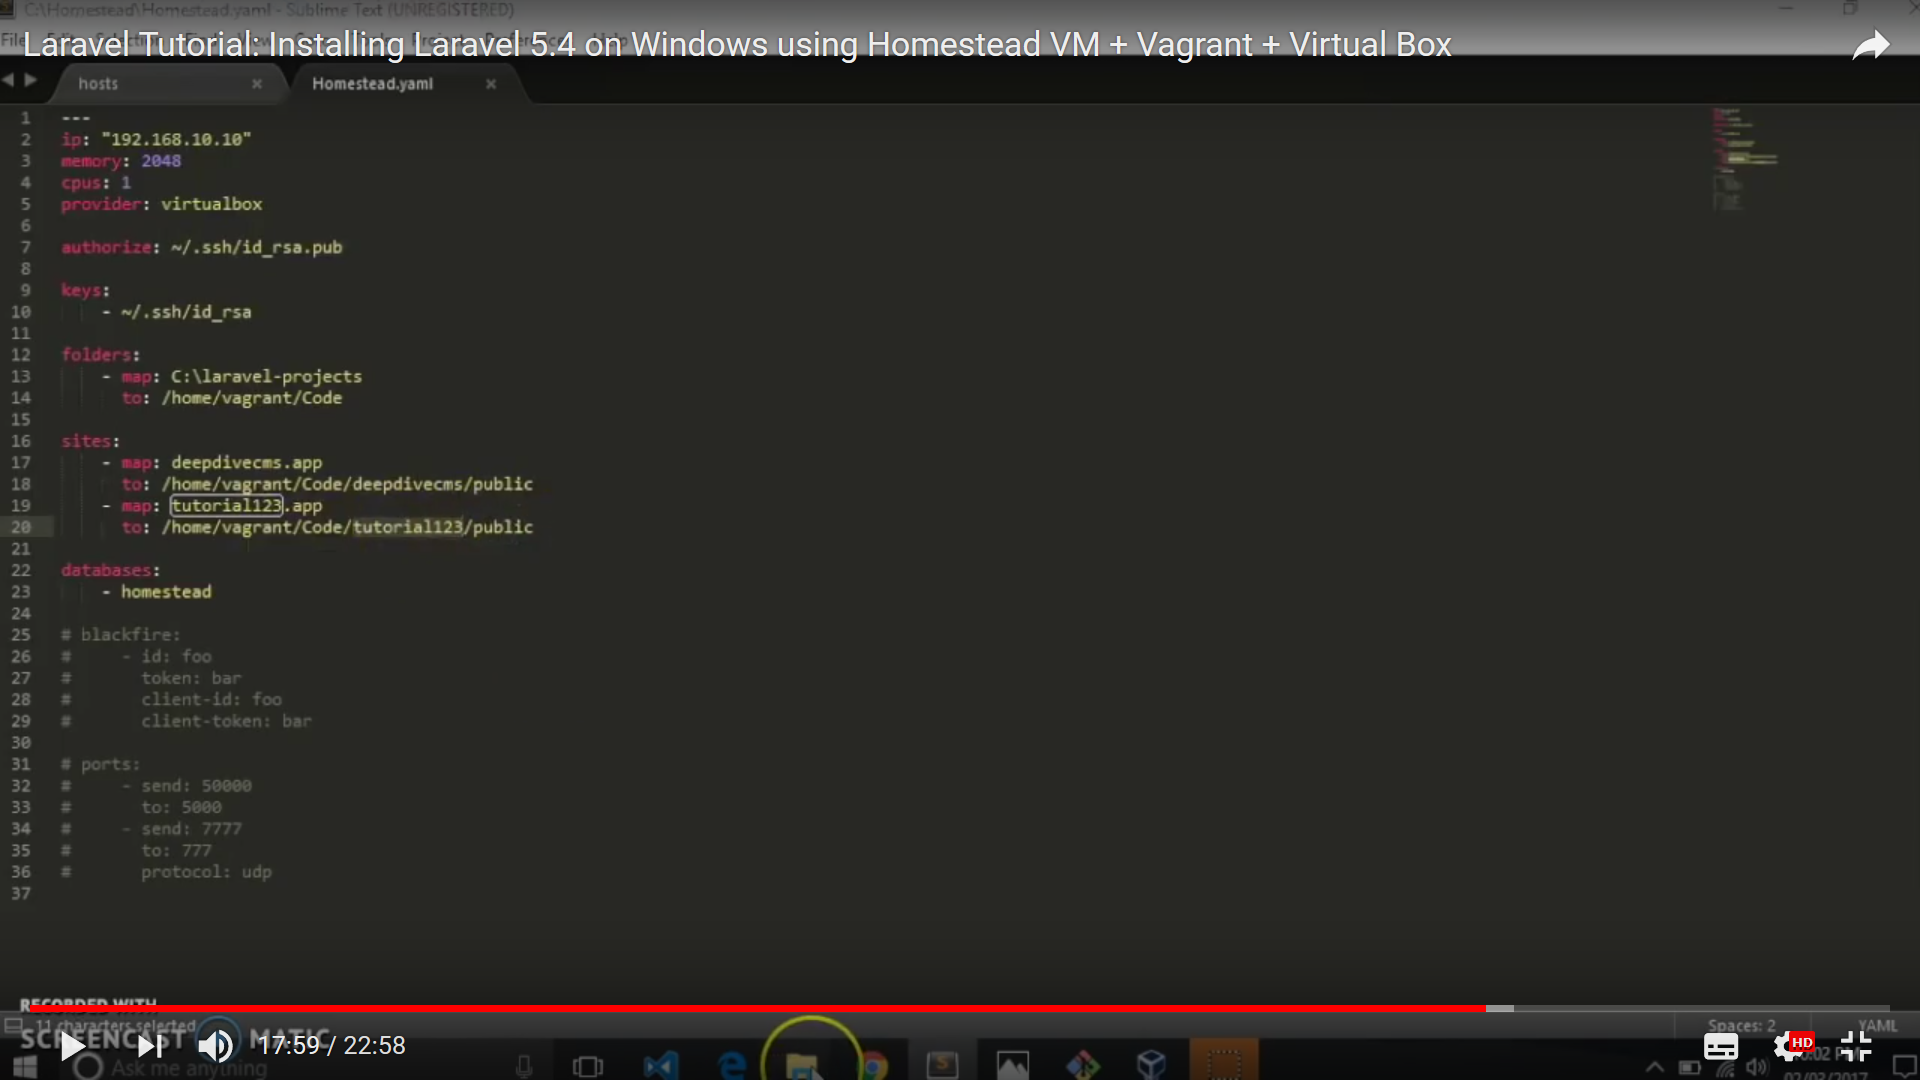 C:\Homestead\Homestead.yaml - Sublime Text (UNREGISTERED)
Laravel Tutorial: Installing Laravel 5.4 on Windows using Homestead VM + Vagrant + Virtual Box
hosts
Homestead.yaml
1 ---
2 ip: "192.168.10.10"
3 memory: 2048
4 cpus: 1
5 provider: virtualbox
6
7 authorize: ~/.ssh/id_rsa.pub
8
9 keys:
10 - ~/.ssh/id_rsa
11
12 folders:
13 - map: C:\laravel-projects
14 to: /home/vagrant/Code
15
16 sites:
17 - map: deepdivecms.app
18 to: /home/vagrant/Code/deepdivecms/public
19 - map: tutorial123.app
20 to: /home/vagrant/Code/tutorial123/public
21
22 databases:
23 - homestead
24
25 # blackfire:
26 # - id: foo
27 # token: bar
28 # client-id: foo
29 # client-token: bar
30
31 # ports:
32 # - send: 50000
33 # to: 5000
34 # - send: 7777
35 # to: 777
36 # protocol: udp
37
RECORDED WITH
11 characters selected
Spaces: 2
YAML
SCREENCAST MATIC
17:59 / 22:58
HD
Ask me anything
:02 PM
02/03/2017